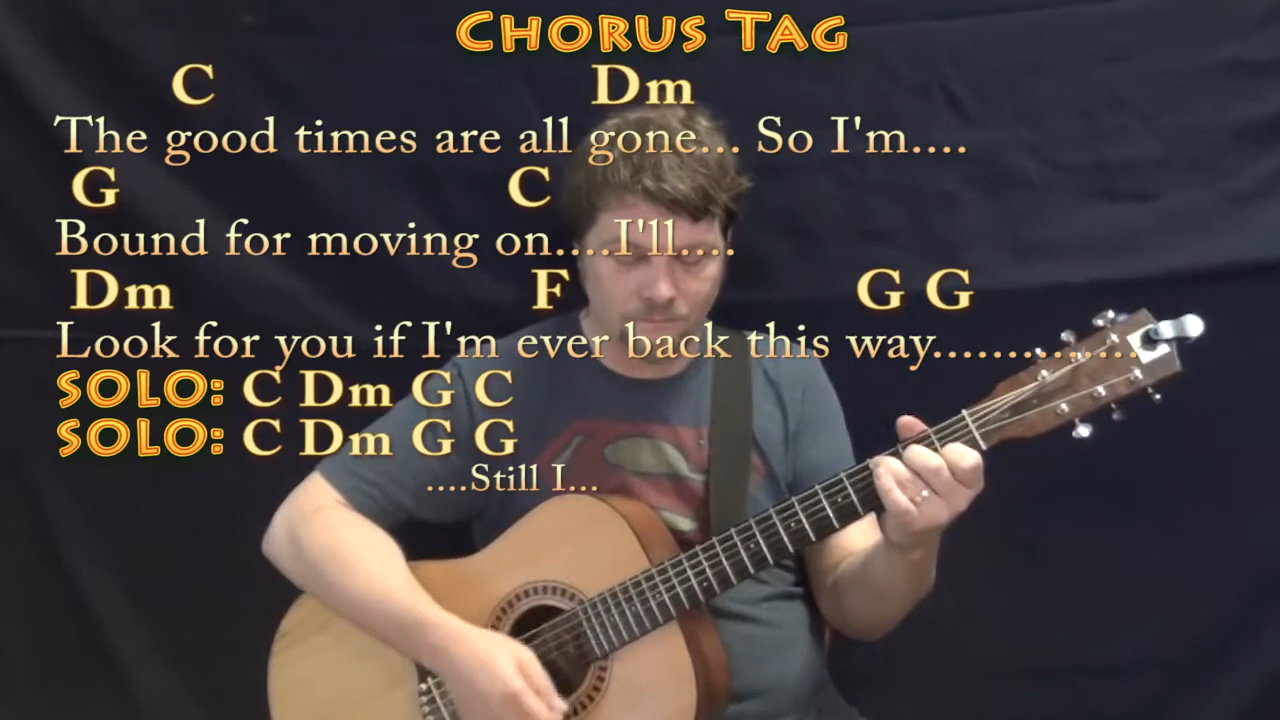 CHORUS TAG
C Dm
The good times are all gone... So I'm....
G C
Bound for moving on....I'll....
Dm F G G
Look for you if I'm ever back this way..............
SOLO: C Dm G C
SOLO: C Dm G G
....Still I...